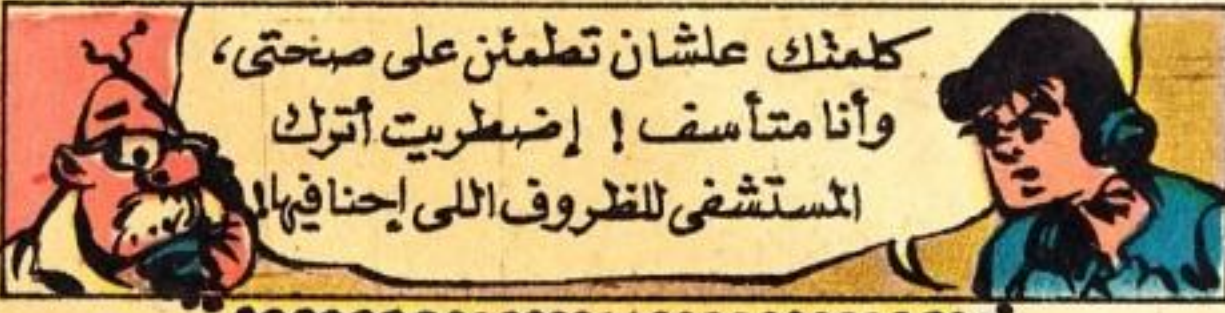 كلمتك علشان تطمئن على صحتى،
وأنا متأسف ! إضطريت أترك
المستشفى للظروف اللى إحنا فيها!